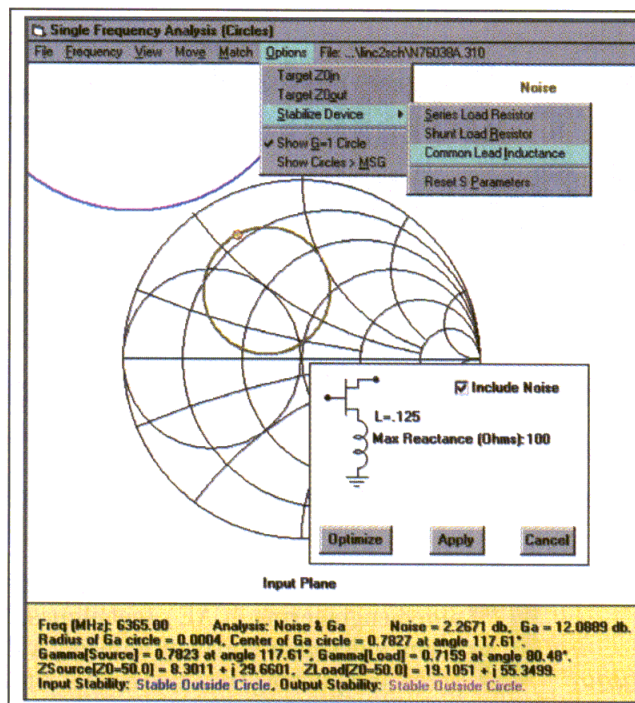 Single Frequency Analysis (Circles)
File Frequency View Move Match Options File: ...\linc2sch\N76038A.310
Target Z0in
Target Z0out
Stabilize Device
Show G=1 Circle
Show Circles > MSG
Series Load Resistor
Shunt Load Resistor
Common Lead Inductance
Reset S Parameters
Noise
Include Noise
L=.125
Max Reactance (Ohms): 100
Optimize Apply Cancel
Input Plane
Freq (MHz): 6365.00 Analysis: Noise & Ga Noise = 2.2671 db, Ga = 12.0889 db.
Radius of Ga circle = 0.0004, Center of Ga circle = 0.7827 at angle 117.61°.
Gamma[Source] = 0.7823 at angle 117.61°, Gamma[Load] = 0.7159 at angle 80.48°.
ZSource[Z0=50.0] = 8.3011 + j 29.6601, ZLoad[Z0=50.0] = 19.1051 + j 55.3499.
Input Stability: Stable Outside Circle, Output Stability: Stable Outside Circle.